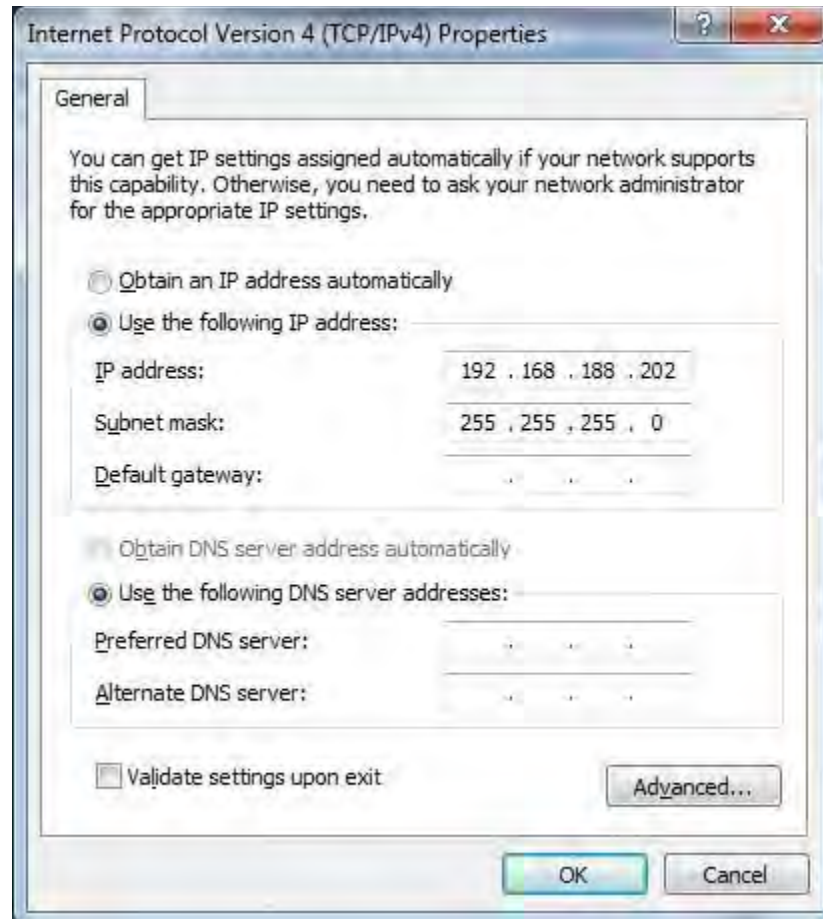 Internet Protocol Version 4 (TCP/IPv4) Properties
? X
General
You can get IP settings assigned automatically if your network supports
this capability. Otherwise, you need to ask your network administrator
for the appropriate IP settings.
Obtain an IP address automatically
Use the following IP address:
IP address: 192 . 168 . 188 . 202
Subnet mask: 255 . 255 . 255 . 0
Default gateway: . . .
Obtain DNS server address automatically
Use the following DNS server addresses:
Preferred DNS server: . . .
Alternate DNS server: . . .
Validate settings upon exit
Advanced...
OK Cancel